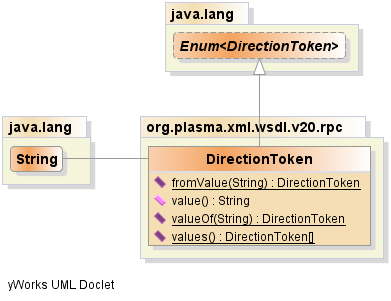 java.lang
Enum<DirectionToken>
java.lang
String
org.plasma.xml.wsdl.v20.rpc
DirectionToken
fromValue(String) : DirectionToken
value() : String
valueOf(String) : DirectionToken
values() : DirectionToken[]
yWorks UML Doclet